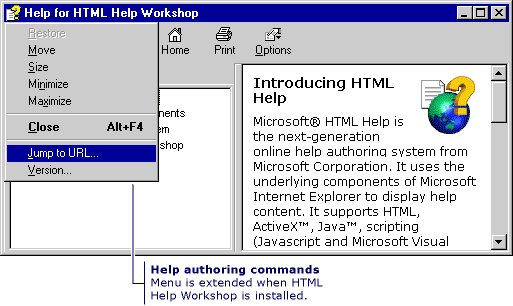 Help for HTML Help Workshop
Restore
Move
Size
Minimize
Maximize
Close Alt+F4
Jump to URL...
Version...
Home
Print
Options
Introducing HTML
Help
Microsoft® HTML Help is
the next-generation
online help authoring system from
Microsoft Corporation. It uses the
underlying components of Microsoft
Internet Explorer to display help
content. It supports HTML,
ActiveX™, Java™, scripting
(Javascript and Microsoft Visual
Help authoring commands
Menu is extended when HTML
Help Workshop is installed.